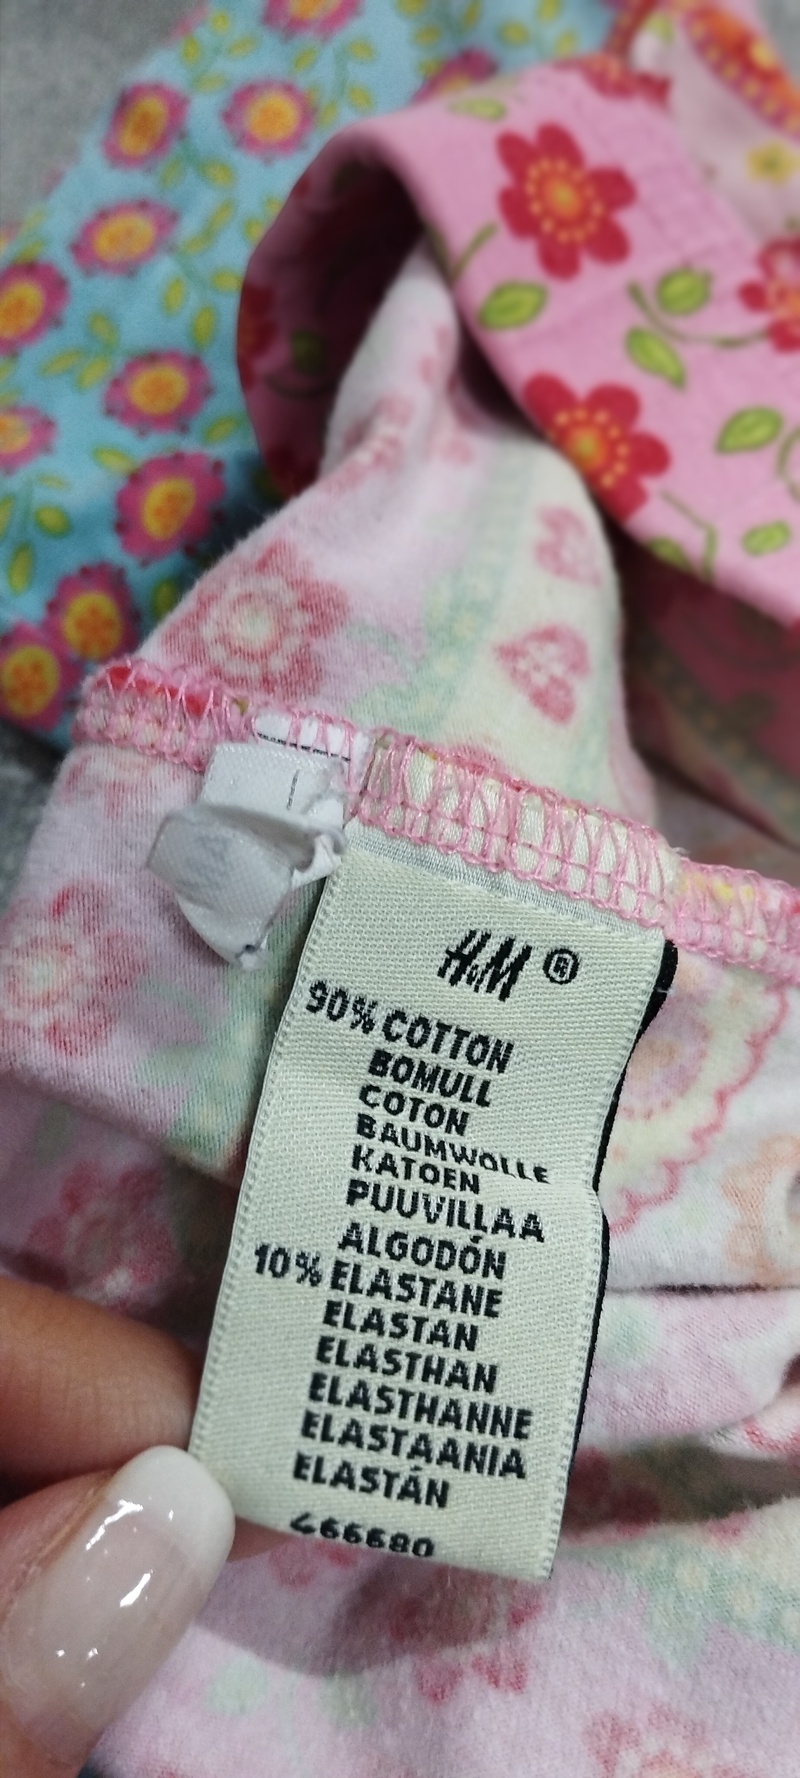 H&M ®
90% COTTON
BOMULL
COTON
BAUMWOLLE
KATOEN
PUUVILLAA
ALGODÓN
10% ELASTANE
ELASTAN
ELASTHAN
ELASTHANNE
ELASTAANIA
ELASTÁN
466680